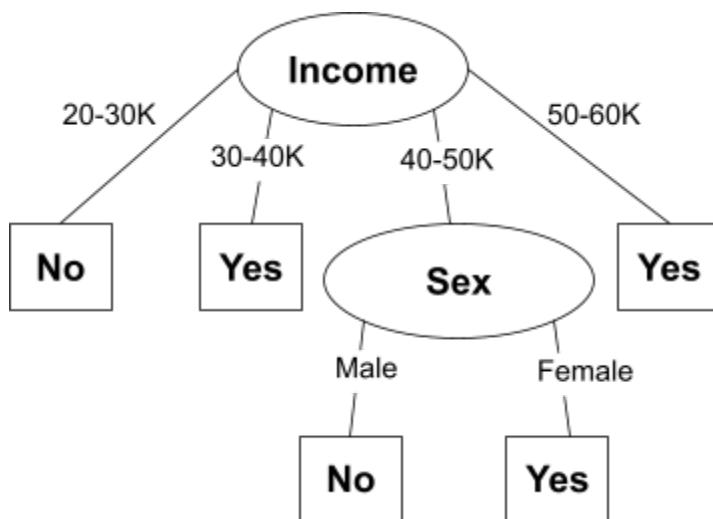 Income
20-30K
30-40K
40-50K
50-60K
No
Yes
Sex
Yes
Male
Female
No
Yes